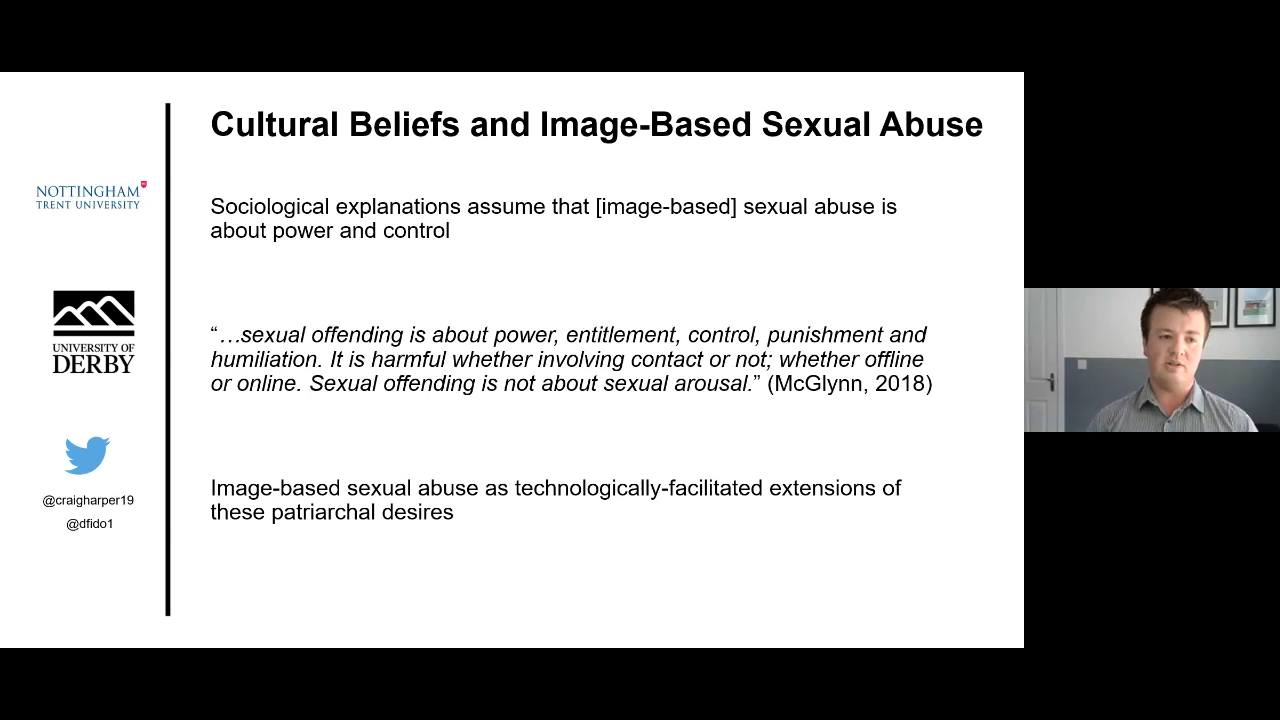 Cultural Beliefs and Image-Based Sexual Abuse
NOTTINGHAM
TRENT UNIVERSITY
Sociological explanations assume that [image-based] sexual abuse is
about power and control
UNIVERSITY OF
DERBY
“…sexual offending is about power, entitlement, control, punishment and
humiliation. It is harmful whether involving contact or not; whether offline
or online. Sexual offending is not about sexual arousal.” (McGlynn, 2018)
@craigharper19
@dfido1
Image-based sexual abuse as technologically-facilitated extensions of
these patriarchal desires